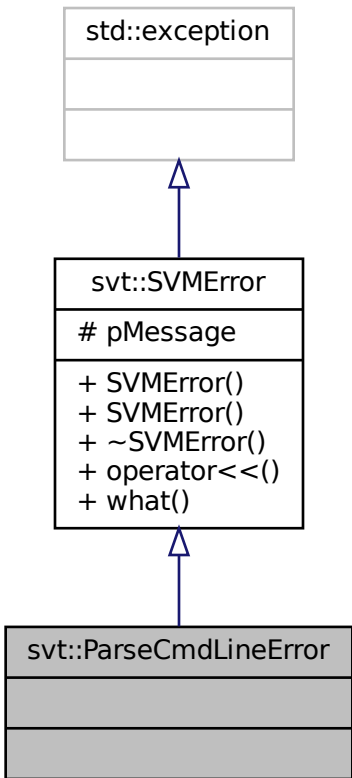 std::exception
svt::SVMError
# pMessage
+ SVMError()
+ SVMError()
+ ~SVMError()
+ operator<<()
+ what()
svt::ParseCmdLineError